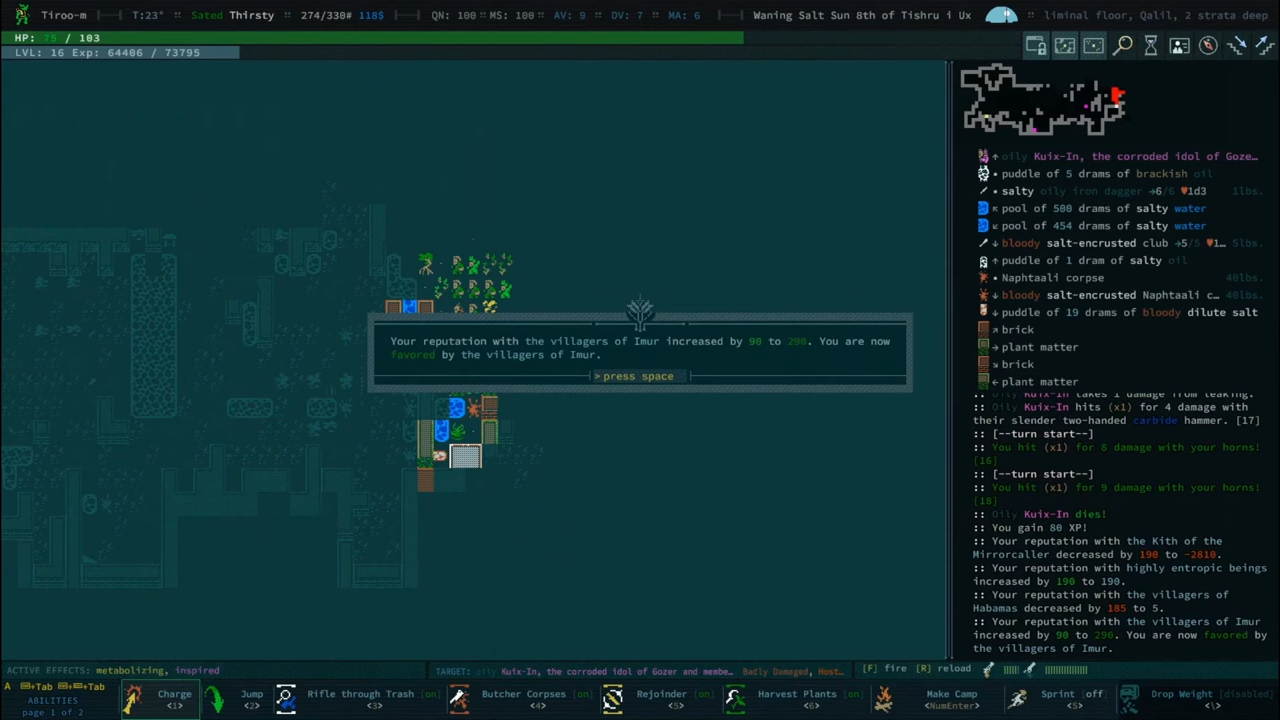 Tiroo-m T:23° Sated Thirsty 274/330# 118$ QN: 100 MS: 100 AV: 9 DV: 7 MA: 6 Waning Salt Sun 8th of Tishru i Ux liminal floor, Qalil, 2 strata deep
HP: 75 / 103
LVL: 16 Exp: 64406 / 73795
oily Kuix-In, the corroded idol of Goze…
puddle of 5 drams of brackish oil
salty oily iron dagger →6/6 ♥1d3 1lbs.
pool of 500 drams of salty water
pool of 454 drams of salty water
bloody salt-encrusted club →5/5 ♥1… 5lbs.
puddle of 1 dram of salty oil
Naphtaali corpse 40lbs.
bloody salt-encrusted Naphtaali c… 40lbs.
puddle of 19 drams of bloody dilute salt
brick
→ plant matter
brick
← plant matter
:: Oily Kuix-In takes 1 damage from leaking.
:: Oily Kuix-In hits (x1) for 4 damage with
their slender two-handed carbide hammer. [17]
:: [--turn start--]
:: You hit (x1) for 8 damage with your horns!
[16]
:: [--turn start--]
:: You hit (x1) for 9 damage with your horns!
[18]
:: Oily Kuix-In dies!
:: You gain 80 XP!
:: Your reputation with the Kith of the
Mirrorcaller decreased by 190 to -2810.
:: Your reputation with highly entropic beings
increased by 190 to 190.
:: Your reputation with the villagers of
Habamas decreased by 185 to 5.
:: Your reputation with the villagers of Imur
increased by 90 to 290. You are now favored by
the villagers of Imur.
Your reputation with the villagers of Imur increased by 90 to 290. You are now
favored by the villagers of Imur.
> press space
ACTIVE EFFECTS: metabolizing, inspired
TARGET: oily Kuix-In, the corroded idol of Gozer and membe… Badly Damaged, Host…
[F] fire [R] reload
A +Tab +Tab
ABILITIES
page 1 of 2
Charge
<1>
Jump
<2>
Rifle through Trash [on]
<3>
Butcher Corpses [on]
<4>
Rejoinder [on]
<5>
Harvest Plants [on]
<6>
Make Camp
<NumEnter>
Sprint [off]
<S>
Drop Weight [disabled]
<\>